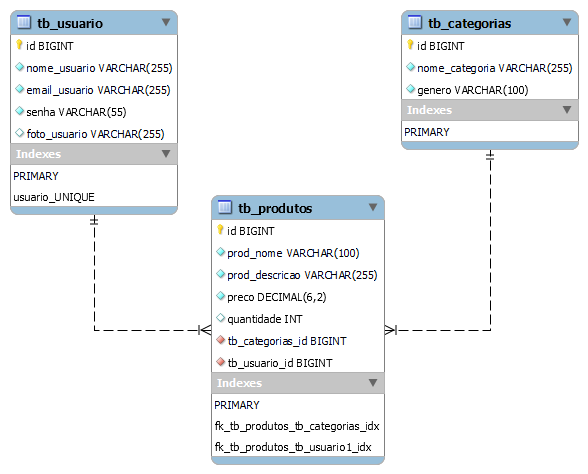 tb_usuario
id BIGINT
nome_usuario VARCHAR(255)
email_usuario VARCHAR(255)
senha VARCHAR(55)
foto_usuario VARCHAR(255)
Indexes
PRIMARY
usuario_UNIQUE
tb_categorias
id BIGINT
nome_categoria VARCHAR(255)
genero VARCHAR(100)
Indexes
PRIMARY
tb_produtos
id BIGINT
prod_nome VARCHAR(100)
prod_descricao VARCHAR(255)
preco DECIMAL(6,2)
quantidade INT
tb_categorias_id BIGINT
tb_usuario_id BIGINT
Indexes
PRIMARY
fk_tb_produtos_tb_categorias_idx
fk_tb_produtos_tb_usuario1_idx